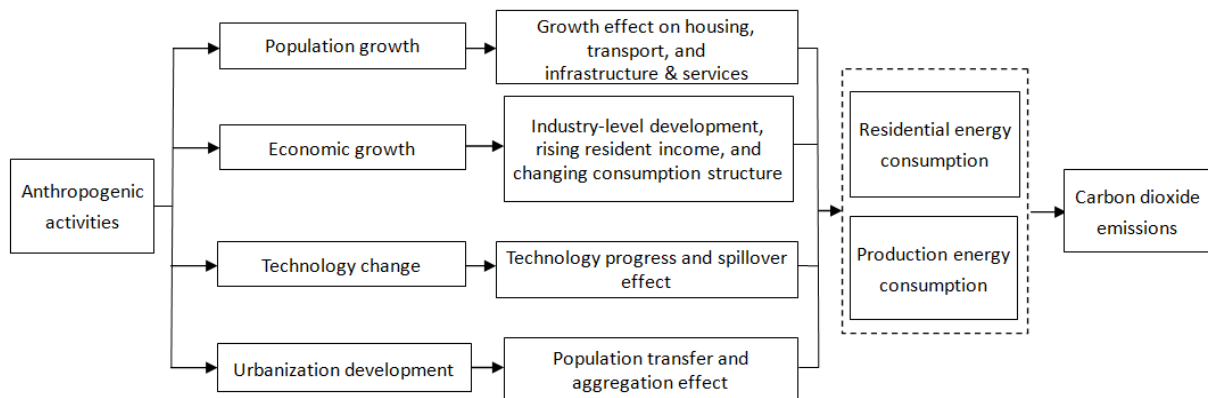 Anthropogenic
activities
Population growth
Growth effect on housing,
transport, and
infrastructure & services
Economic growth
Industry-level development,
rising resident income, and
changing consumption structure
Technology change
Technology progress and spillover
effect
Urbanization development
Population transfer and
aggregation effect
Residential energy
consumption
Production energy
consumption
Carbon dioxide
emissions